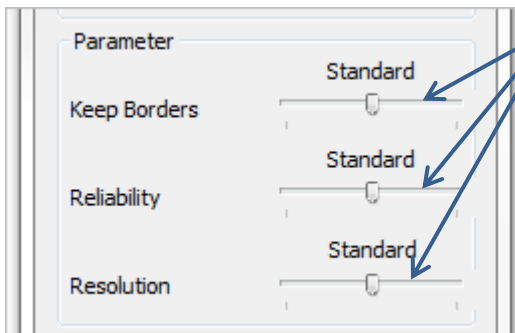 Parameter
Standard
Keep Borders
Standard
Reliability
Standard
Resolution